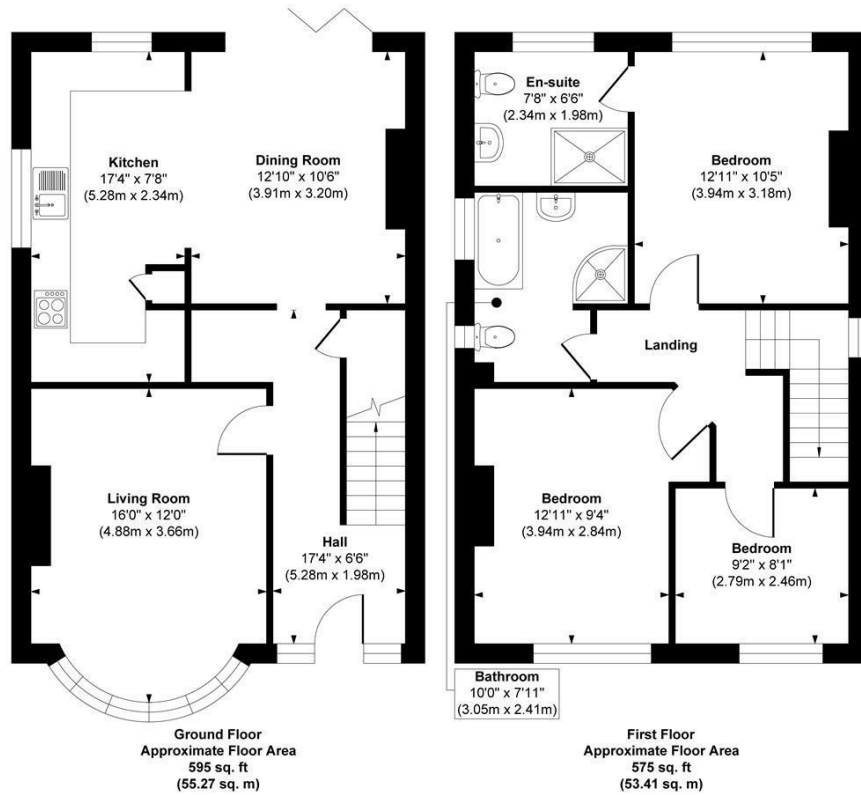 Kitchen
17'4" x 7'8"
(5.28m x 2.34m)
Dining Room
12'10" x 10'6"
(3.91m x 3.20m)
Living Room
16'0" x 12'0"
(4.88m x 3.66m)
Hall
17'4" x 6'6"
(5.28m x 1.98m)
Ground Floor
Approximate Floor Area
595 sq. ft
(55.27 sq. m)
En-suite
7'8" x 6'6"
(2.34m x 1.98m)
Bedroom
12'11" x 10'5"
(3.94m x 3.18m)
Landing
Bedroom
12'11" x 9'4"
(3.94m x 2.84m)
Bedroom
9'2" x 8'1"
(2.79m x 2.46m)
Bathroom
10'0" x 7'11"
(3.05m x 2.41m)
First Floor
Approximate Floor Area
575 sq. ft
(53.41 sq. m)